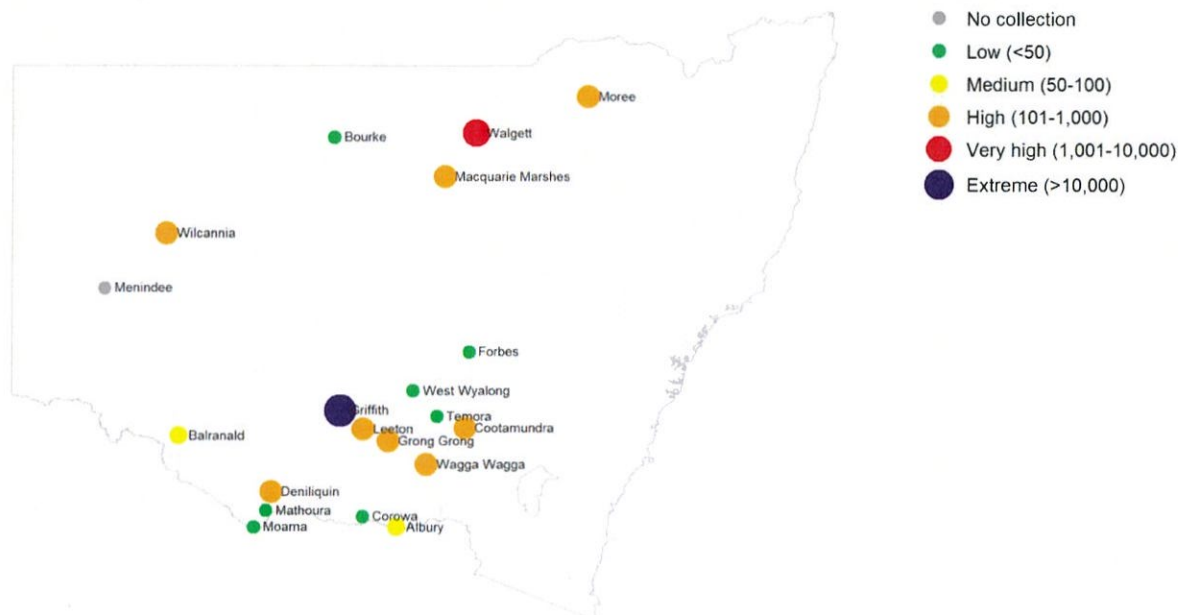 No collection
Low (<50)
Medium (50-100)
High (101-1,000)
Very high (1,001-10,000)
Extreme (>10,000)
Moree
Bourke
Walgett
Macquarie Marshes
Wilcannia
Menindee
Forbes
West Wyalong
Griffith
Temora
Leeton
Cootamundra
Balranald
Grong Grong
Wagga Wagga
Deniliquin
Mathoura
Corowa
Moama
Albury